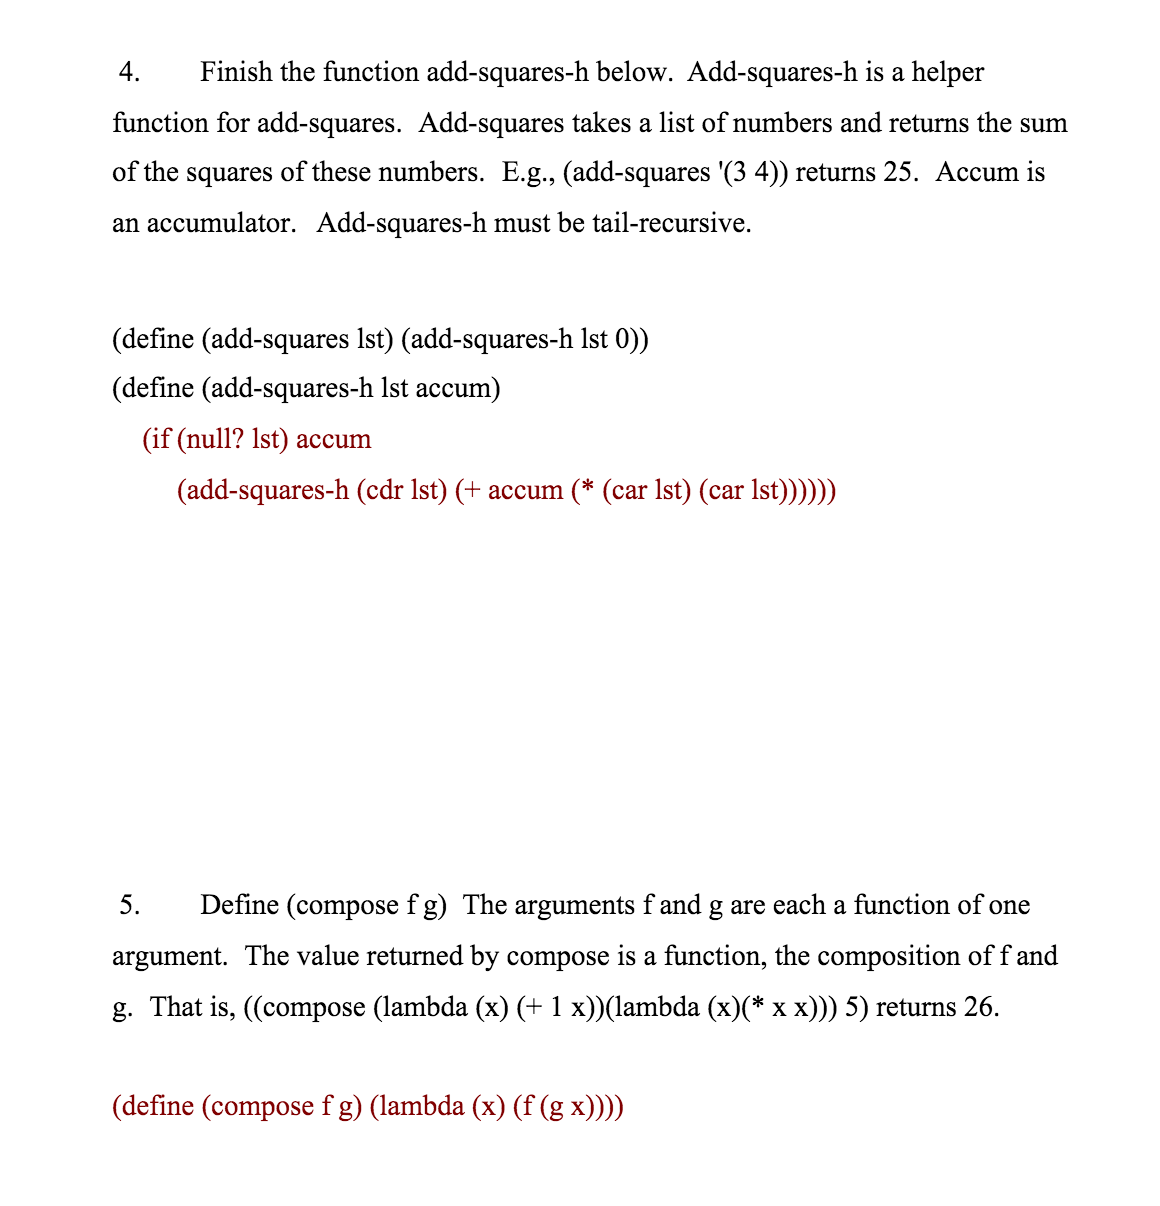 4. Finish the function add-squares-h below. Add-squares-h is a helper
function for add-squares. Add-squares takes a list of numbers and returns the sum
of the squares of these numbers. E.g., (add-squares '(3 4)) returns 25. Accum is
an accumulator. Add-squares-h must be tail-recursive.
(define (add-squares lst) (add-squares-h lst 0))
(define (add-squares-h lst accum)
(if (null? lst) accum
(add-squares-h (cdr lst) (+ accum (* (car lst) (car lst))))))
5. Define (compose f g) The arguments f and g are each a function of one
argument. The value returned by compose is a function, the composition of f and
g. That is, ((compose (lambda (x) (+ 1 x))(lambda (x)(* x x))) 5) returns 26.
(define (compose f g) (lambda (x) (f (g x))))